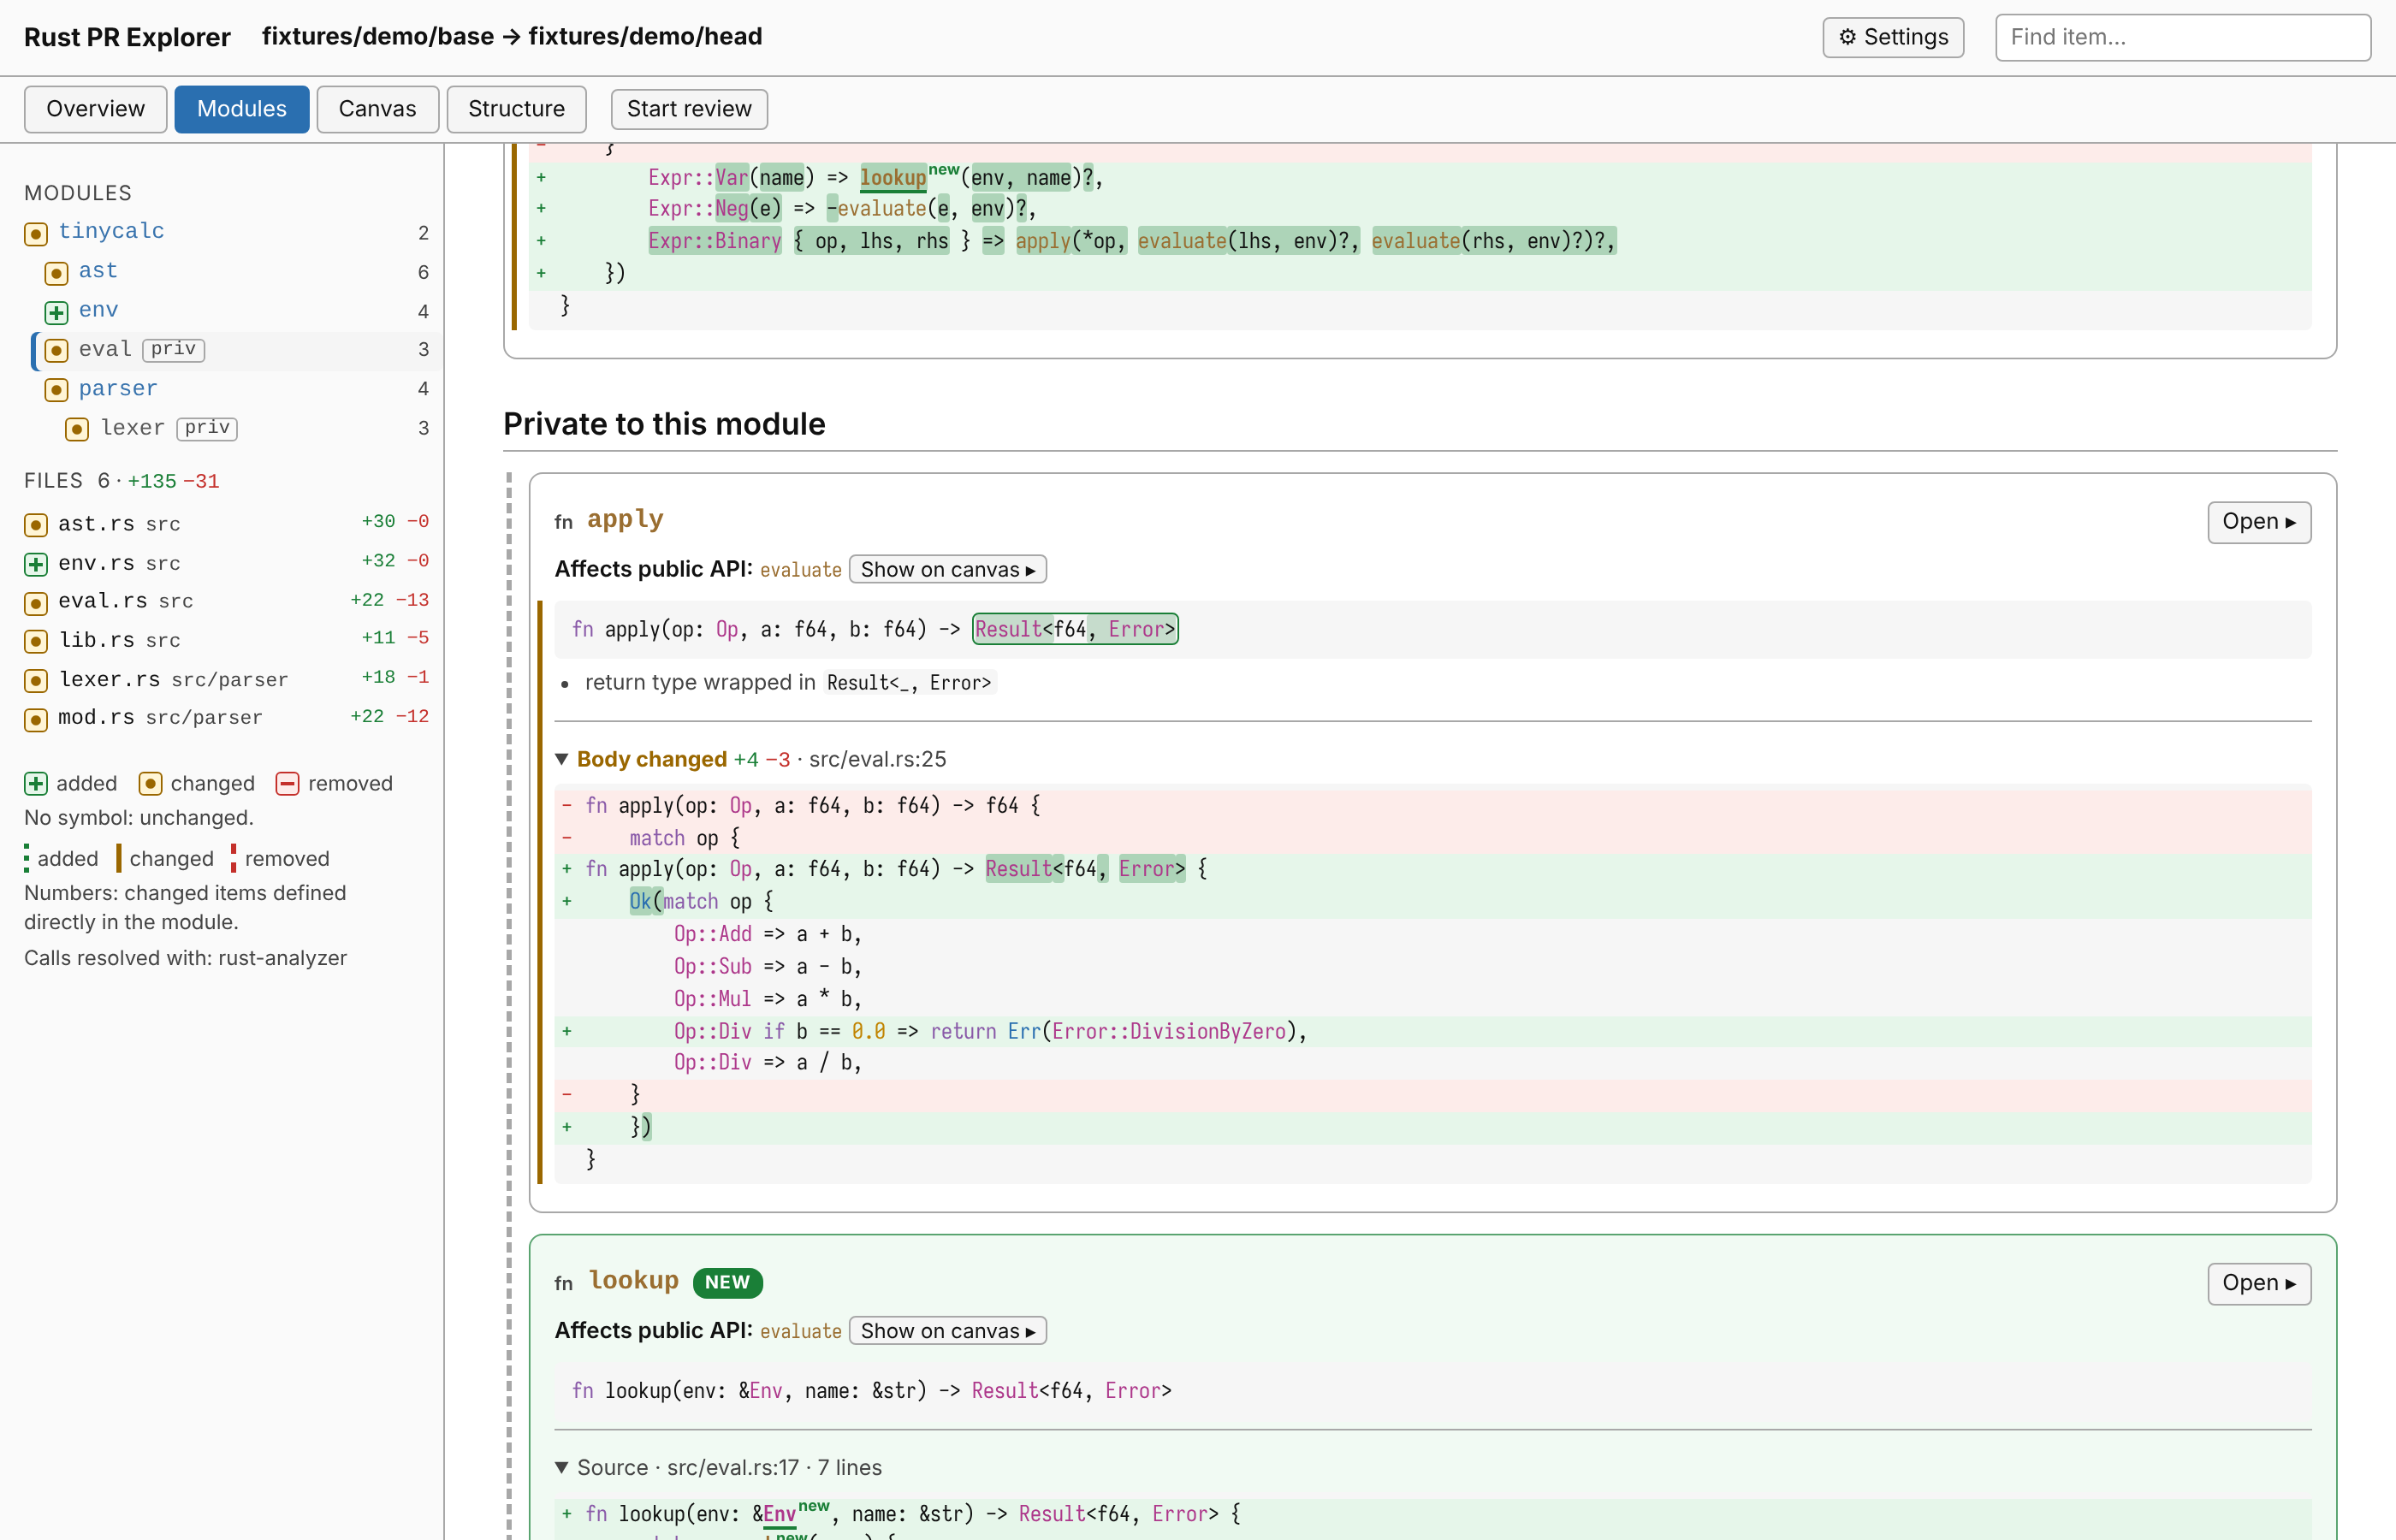 Rust PR Explorer fixtures/demo/base → fixtures/demo/head ⚙ Settings Find item...
Overview Modules Canvas Structure Start review
MODULES
tinycalc 2
ast 6
env 4
eval priv 3
parser 4
lexer priv 3
FILES 6 · +135 −31
ast.rs src +30 −0
env.rs src +32 −0
eval.rs src +22 −13
lib.rs src +11 −5
lexer.rs src/parser +18 −1
mod.rs src/parser +22 −12
added changed removed
No symbol: unchanged.
added changed removed
Numbers: changed items defined
directly in the module.
Calls resolved with: rust-analyzer
− }
+ Expr::Var(name) => lookup new(env, name)?,
+ Expr::Neg(e) => -evaluate(e, env)?,
+ Expr::Binary { op, lhs, rhs } => apply(*op, evaluate(lhs, env)?, evaluate(rhs, env)?)?,
+ })
}
Private to this module
fn apply Open ▸
Affects public API: evaluate Show on canvas ▸
fn apply(op: Op, a: f64, b: f64) -> Result<f64, Error>
• return type wrapped in Result<_, Error>
▼ Body changed +4 −3 · src/eval.rs:25
− fn apply(op: Op, a: f64, b: f64) -> f64 {
− match op {
+ fn apply(op: Op, a: f64, b: f64) -> Result<f64, Error> {
+ Ok(match op {
Op::Add => a + b,
Op::Sub => a - b,
Op::Mul => a * b,
+ Op::Div if b == 0.0 => return Err(Error::DivisionByZero),
Op::Div => a / b,
− }
+ })
}
fn lookup NEW Open ▸
Affects public API: evaluate Show on canvas ▸
fn lookup(env: &Env, name: &str) -> Result<f64, Error>
▼ Source · src/eval.rs:17 · 7 lines
+ fn lookup(env: &Env new, name: &str) -> Result<f64, Error> {
new